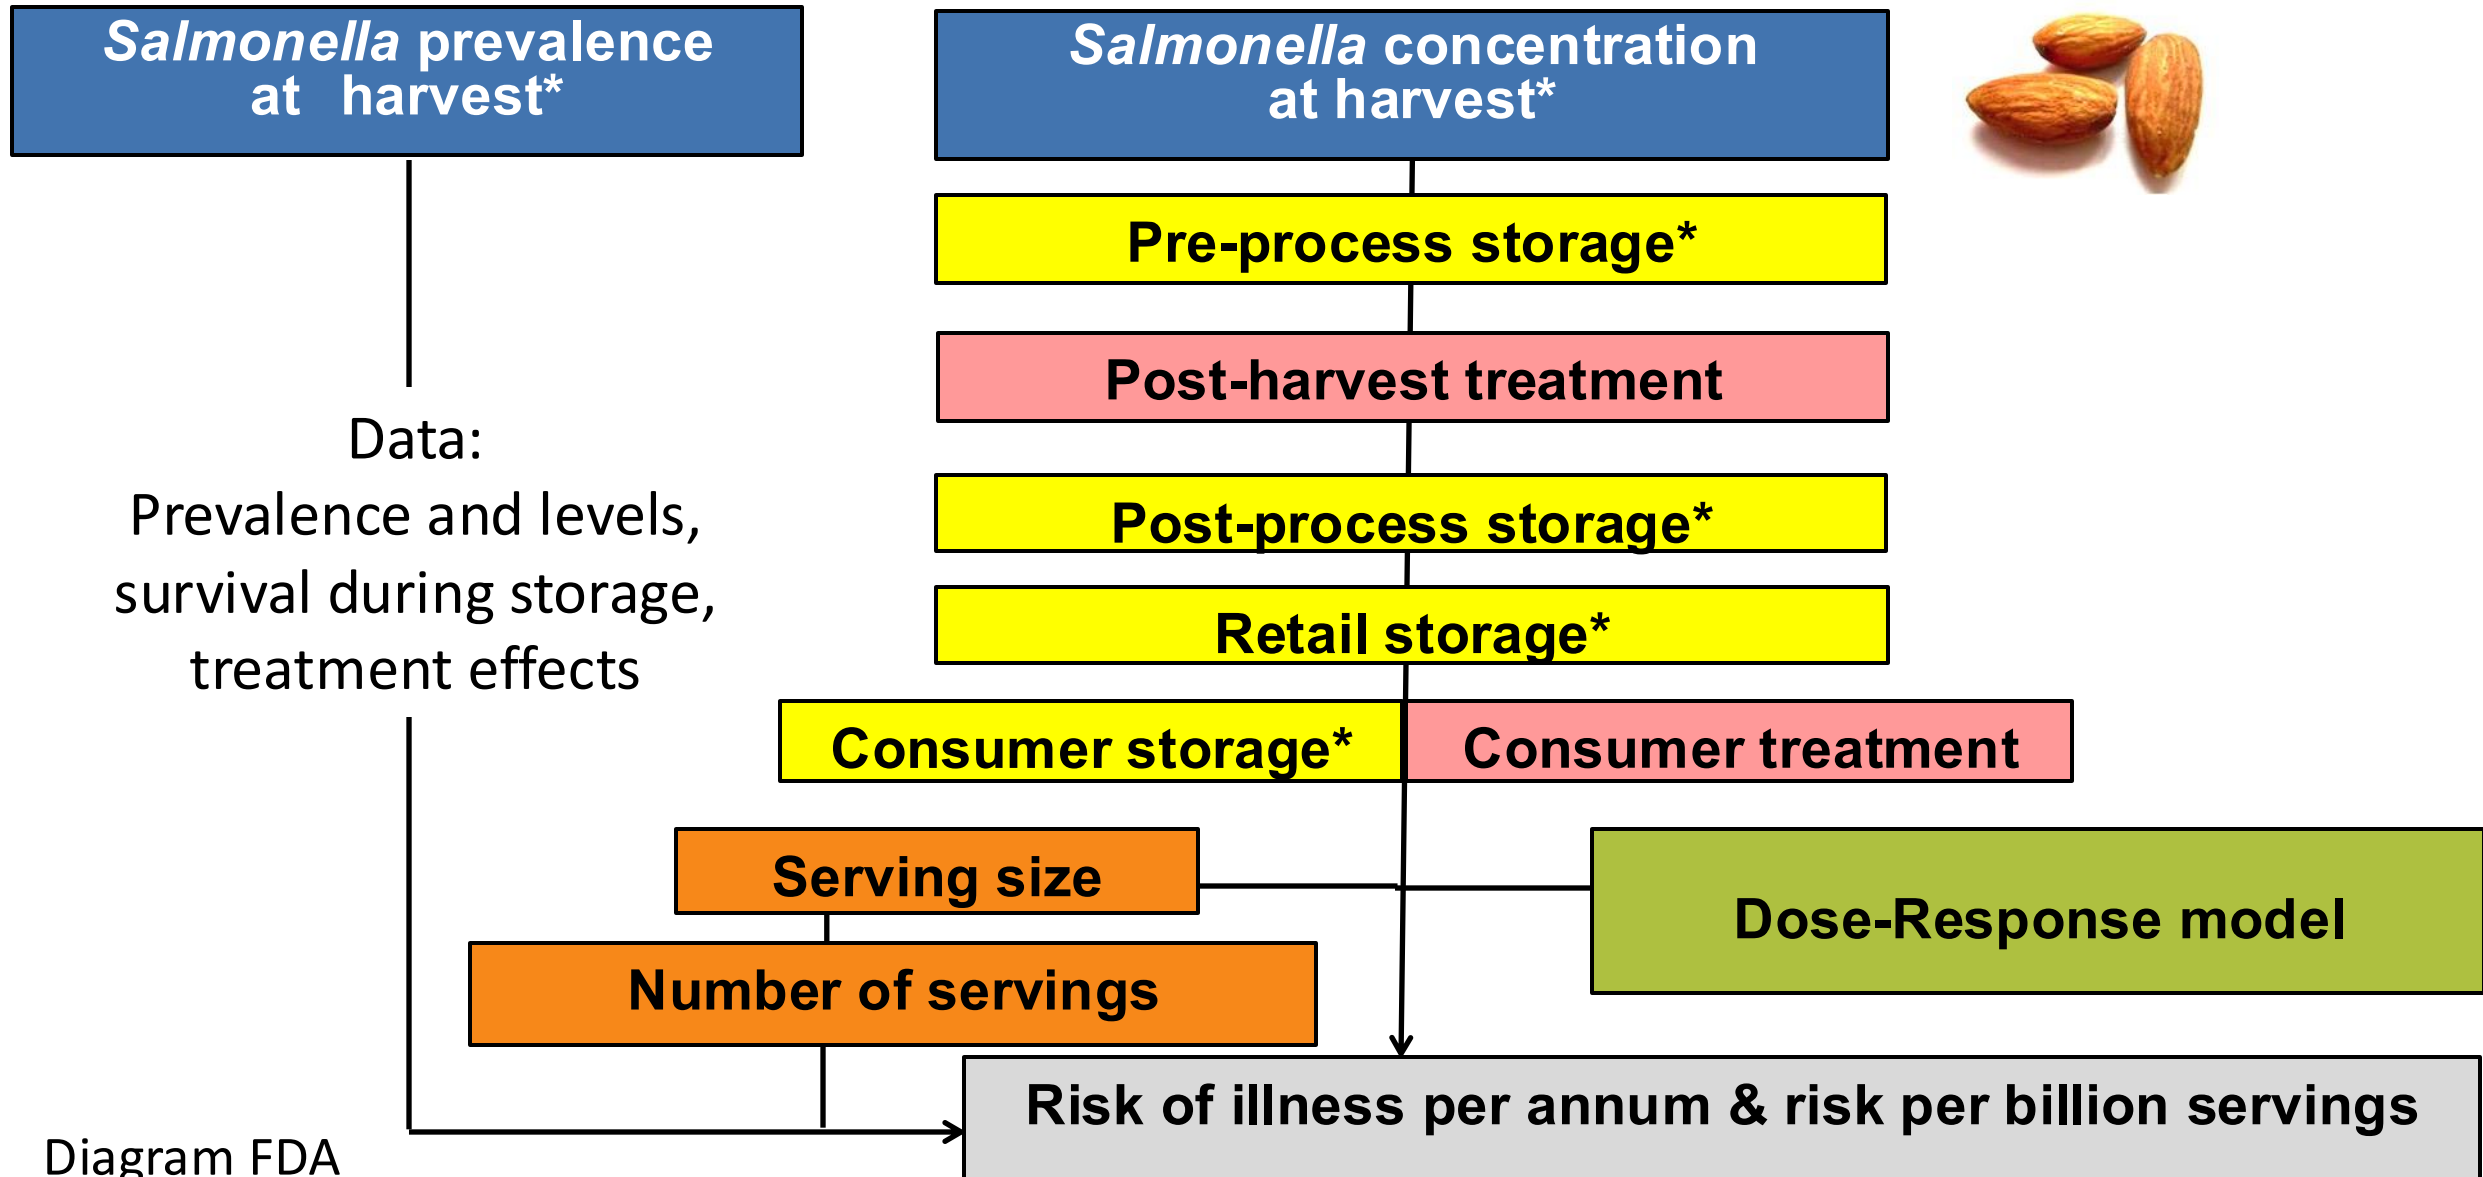 Salmonella prevalence
at harvest*
Salmonella concentration
at harvest*
Pre-process storage*
Post-harvest treatment
Data:
Prevalence and levels,
survival during storage,
treatment effects
Post-process storage*
Retail storage*
Consumer storage*
Consumer treatment
Serving size
Dose-Response model
Number of servings
Risk of illness per annum & risk per billion servings
Diagram FDA